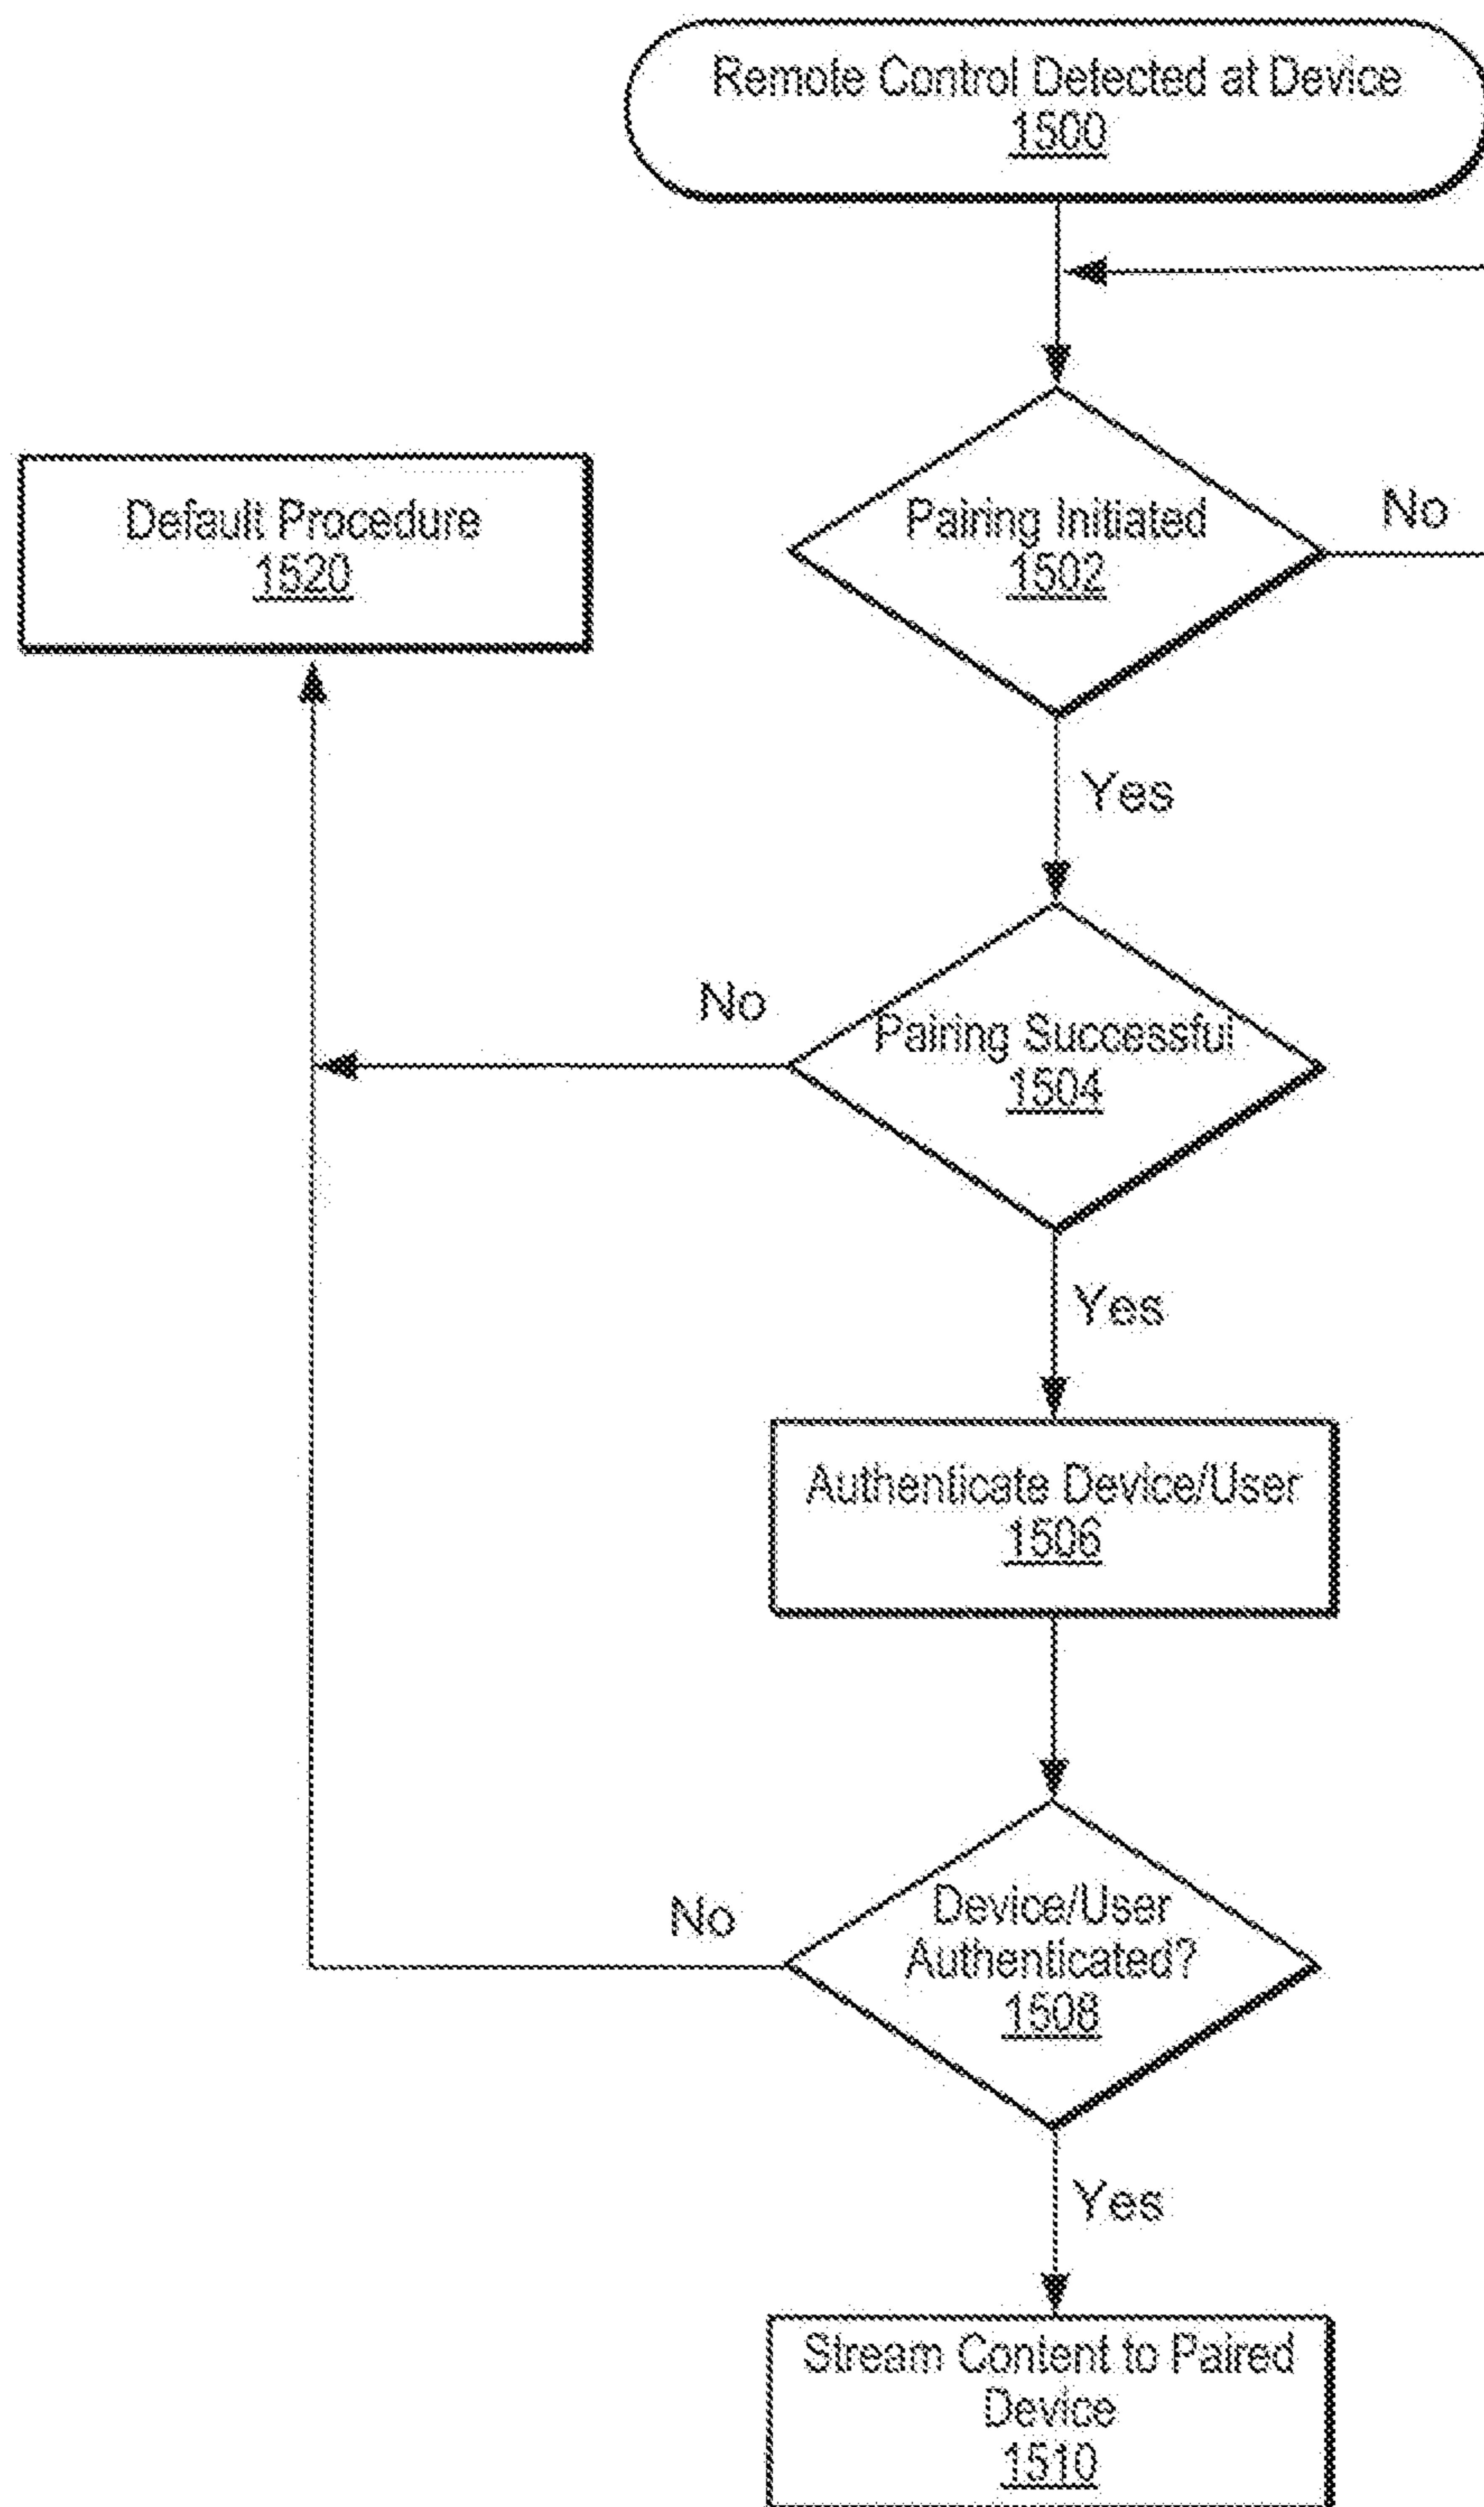 Remote Control Detected at Device
1500
Default Procedure
1520
Pairing Initiated
1502
No
Yes
No
Pairing Successful
1504
Yes
Authenticate Device/User
1506
No
Device/User
Authenticated?
1508
Yes
Stream Content to Paired
Device
1510